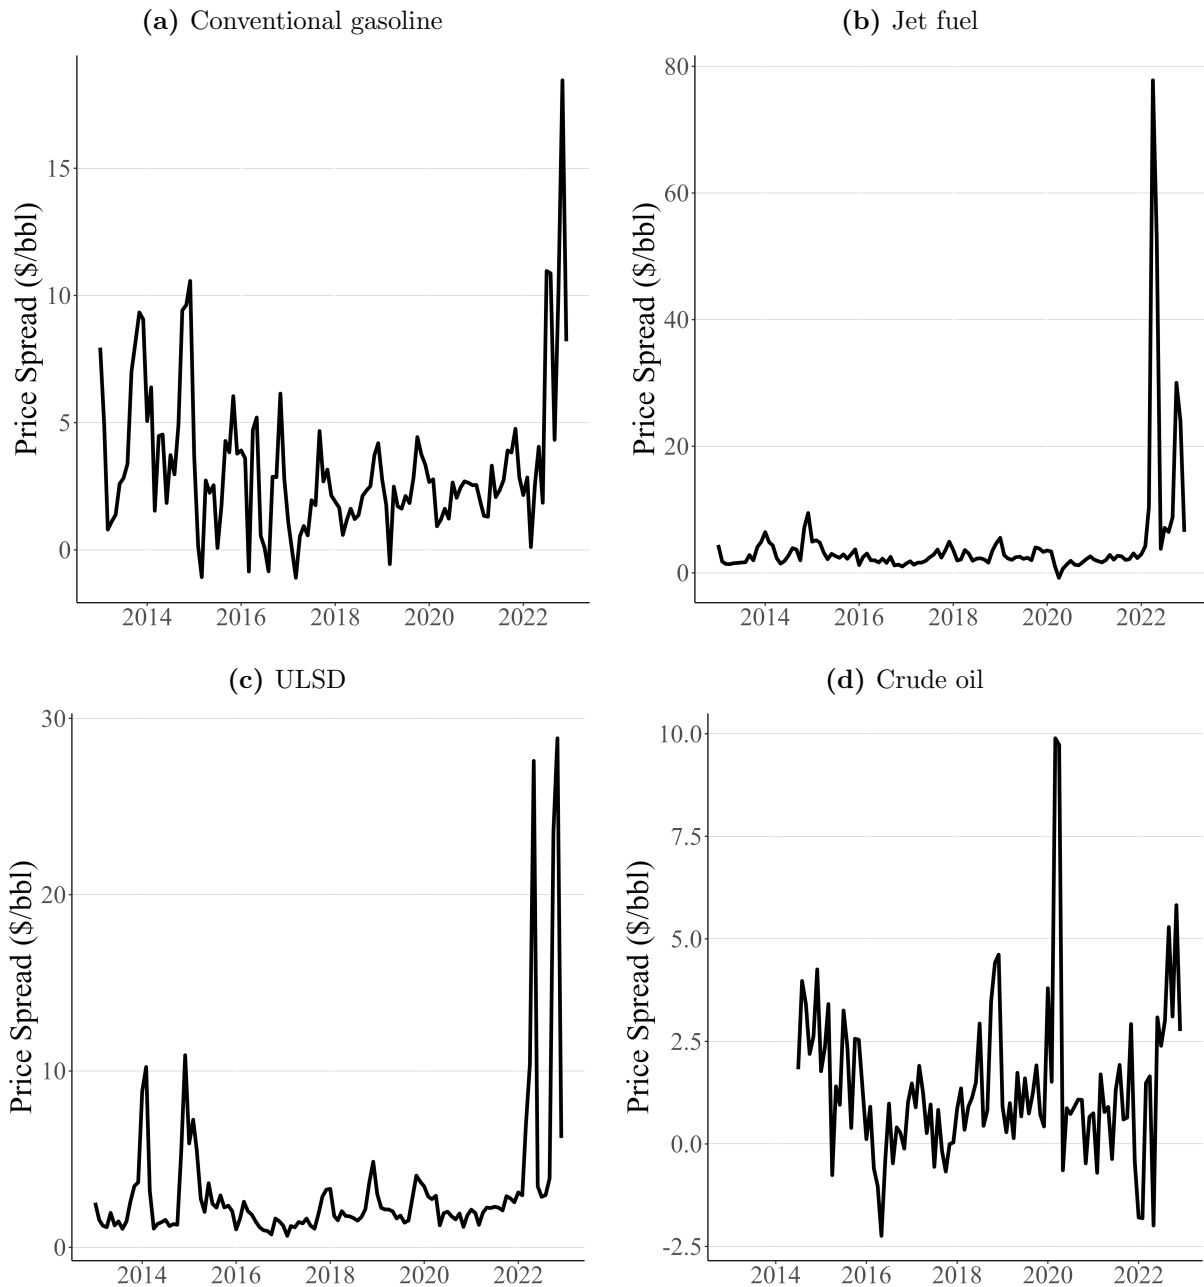 (a) Conventional gasoline
Price Spread ($/bbl)
15
10
5
0
2014 2016 2018 2020 2022
(b) Jet fuel
Price Spread ($/bbl)
80
60
40
20
0
2014 2016 2018 2020 2022
(c) ULSD
Price Spread ($/bbl)
30
20
10
0
2014 2016 2018 2020 2022
(d) Crude oil
Price Spread ($/bbl)
10.0
7.5
5.0
2.5
0.0
-2.5
2014 2016 2018 2020 2022